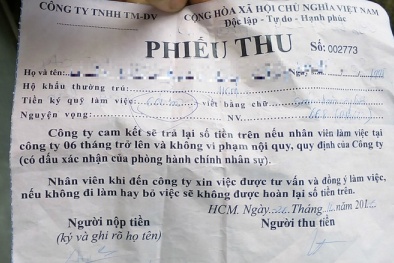 CÔNG TY TNHH TM-DV
CỘNG HÒA XÃ HỘI CHỦ NGHĨA VIỆT NAM
Độc lập - Tự do - Hạnh phúc
PHIẾU THU SỐ: 002773
Họ và tên: Ngày
Hộ khẩu thường trú: HCM
Tiền ký quỹ làm việc: viết bằng chữ
Nguyện vọng: NV.
Công ty cam kết sẽ trả lại số tiền trên nếu nhân viên làm việc tại
công ty 06 tháng trở lên và không vi phạm nội quy, quy định của Công ty
(có dấu xác nhận của phòng hành chính nhân sự).
Nhân viên khi đến công ty xin việc được tư vấn và đồng ý làm việc,
nếu không đi làm hay bỏ việc sẽ không được hoàn lại số tiền trên.
HCM. Ngày Tháng năm 201
Người nộp tiền Người thu tiền
(ký và ghi rõ họ tên)